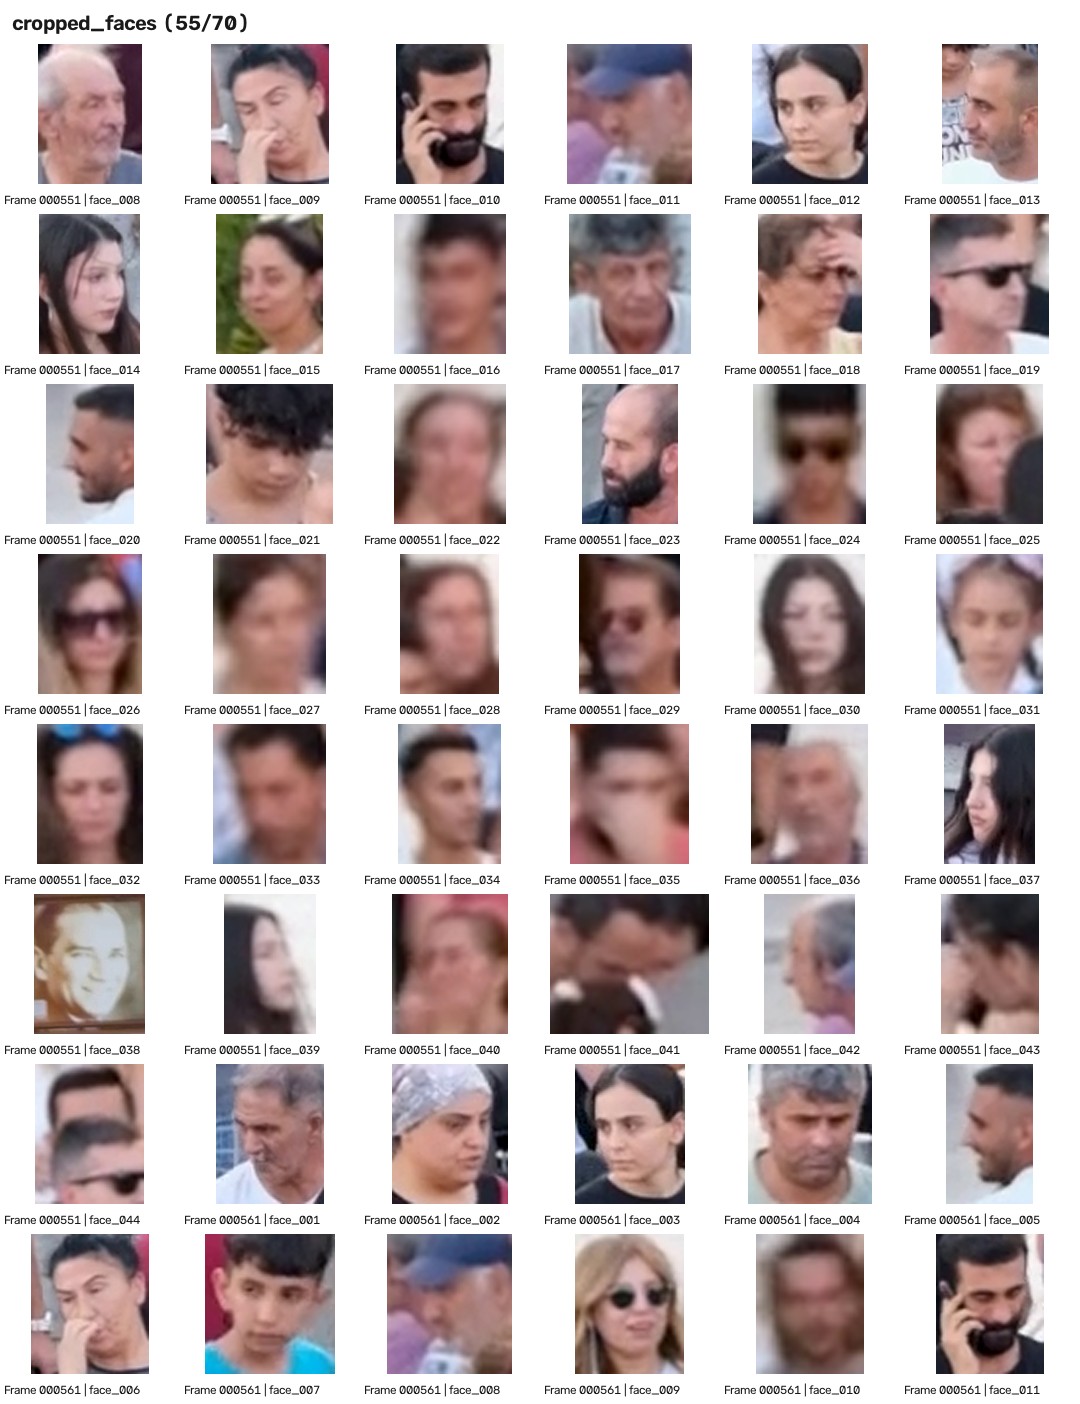 cropped_faces (55/70)
Frame 000551 | face_008
Frame 000551 | face_009
Frame 000551 | face_010
Frame 000551 | face_011
Frame 000551 | face_012
Frame 000551 | face_013
Frame 000551 | face_014
Frame 000551 | face_015
Frame 000551 | face_016
Frame 000551 | face_017
Frame 000551 | face_018
Frame 000551 | face_019
Frame 000551 | face_020
Frame 000551 | face_021
Frame 000551 | face_022
Frame 000551 | face_023
Frame 000551 | face_024
Frame 000551 | face_025
Frame 000551 | face_026
Frame 000551 | face_027
Frame 000551 | face_028
Frame 000551 | face_029
Frame 000551 | face_030
Frame 000551 | face_031
Frame 000551 | face_032
Frame 000551 | face_033
Frame 000551 | face_034
Frame 000551 | face_035
Frame 000551 | face_036
Frame 000551 | face_037
Frame 000551 | face_038
Frame 000551 | face_039
Frame 000551 | face_040
Frame 000551 | face_041
Frame 000551 | face_042
Frame 000551 | face_043
Frame 000551 | face_044
Frame 000561 | face_001
Frame 000561 | face_002
Frame 000561 | face_003
Frame 000561 | face_004
Frame 000561 | face_005
Frame 000561 | face_006
Frame 000561 | face_007
Frame 000561 | face_008
Frame 000561 | face_009
Frame 000561 | face_010
Frame 000561 | face_011